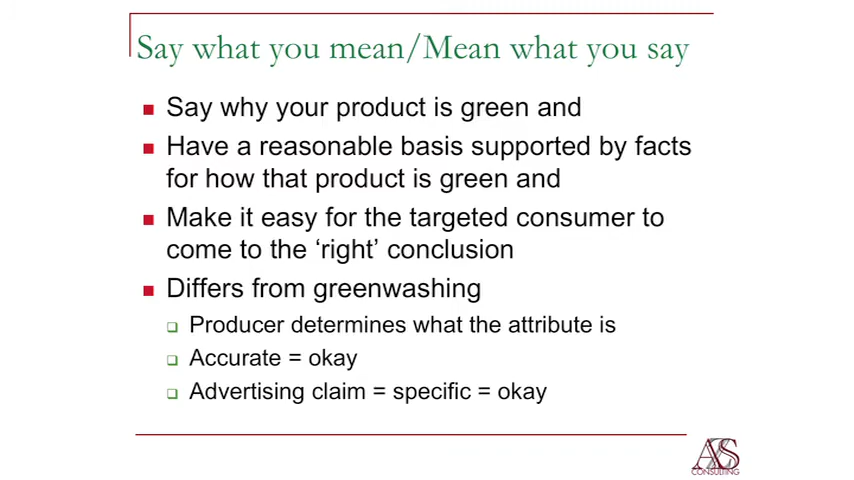 Say what you mean/Mean what you say
Say why your product is green and
Have a reasonable basis supported by facts
for how that product is green and
Make it easy for the targeted consumer to
come to the ‘right’ conclusion
Differs from greenwashing
Producer determines what the attribute is
Accurate = okay
Advertising claim = specific = okay
AZS
CONSULTING